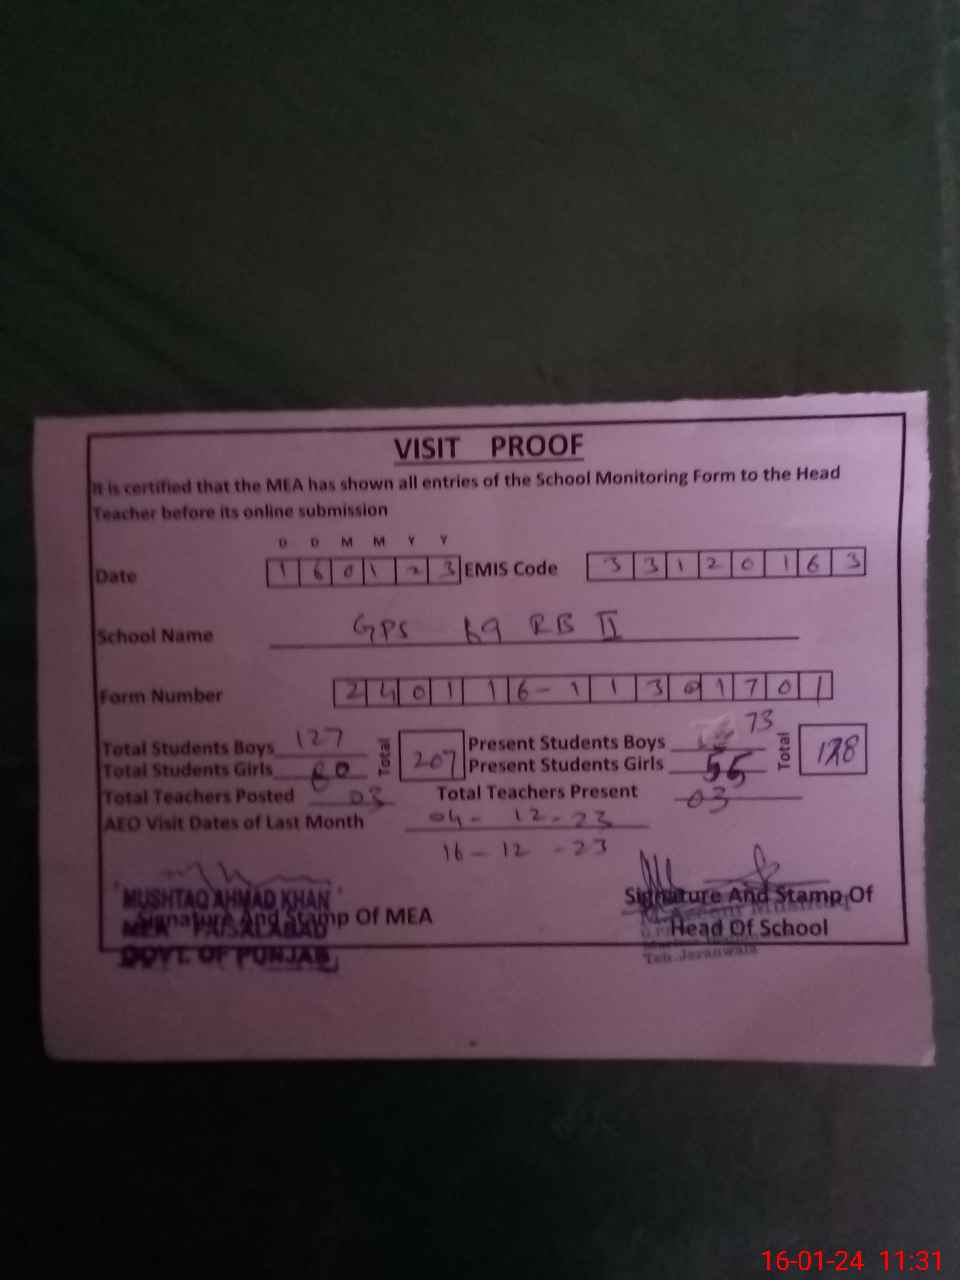 VISIT PROOF
It is certified that the MEA has shown all entries of the School Monitoring Form to the Head
Teacher before its online submission
D D M M Y Y
Date 1 6 0 1 2 3 EMIS Code 3 3 1 2 0 1 6 3
School Name GPS 69 RB II
Form Number 2 4 0 1 1 6 - 1 1 3 0 1 7 0 1
Total Students Boys 127 Total 207 Present Students Boys 73 Total 128
Total Students Girls 80 Present Students Girls 55
Total Teachers Posted 03 Total Teachers Present 03
AEO Visit Dates of Last Month 04-12-23
16-12-23
MUSHTAQ AHMAD KHAN
Signature And Stamp Of MEA
MEA FAISALABAD
GOVT. OF PUNJAB
Signature And Stamp Of
Head Of School
Teh. Jaranwala
16-01-24 11:31